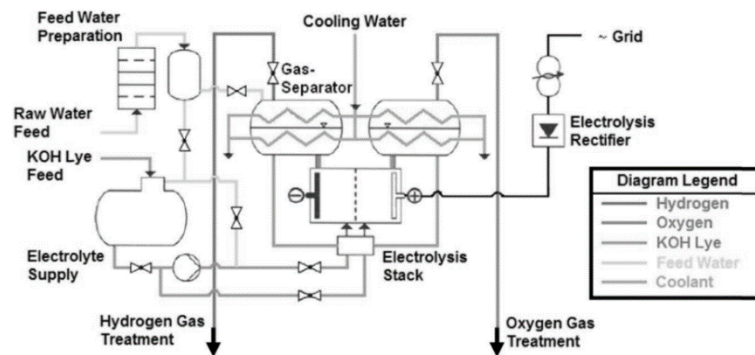 Feed Water
Preparation
Cooling Water
~ Grid
Gas-
Separator
Raw Water
Feed
KOH Lye
Feed
Electrolysis
Rectifier
Diagram Legend
Hydrogen
Oxygen
KOH Lye
Feed Water
Coolant
Electrolyte
Supply
Electrolysis
Stack
Hydrogen Gas
Treatment
Oxygen Gas
Treatment